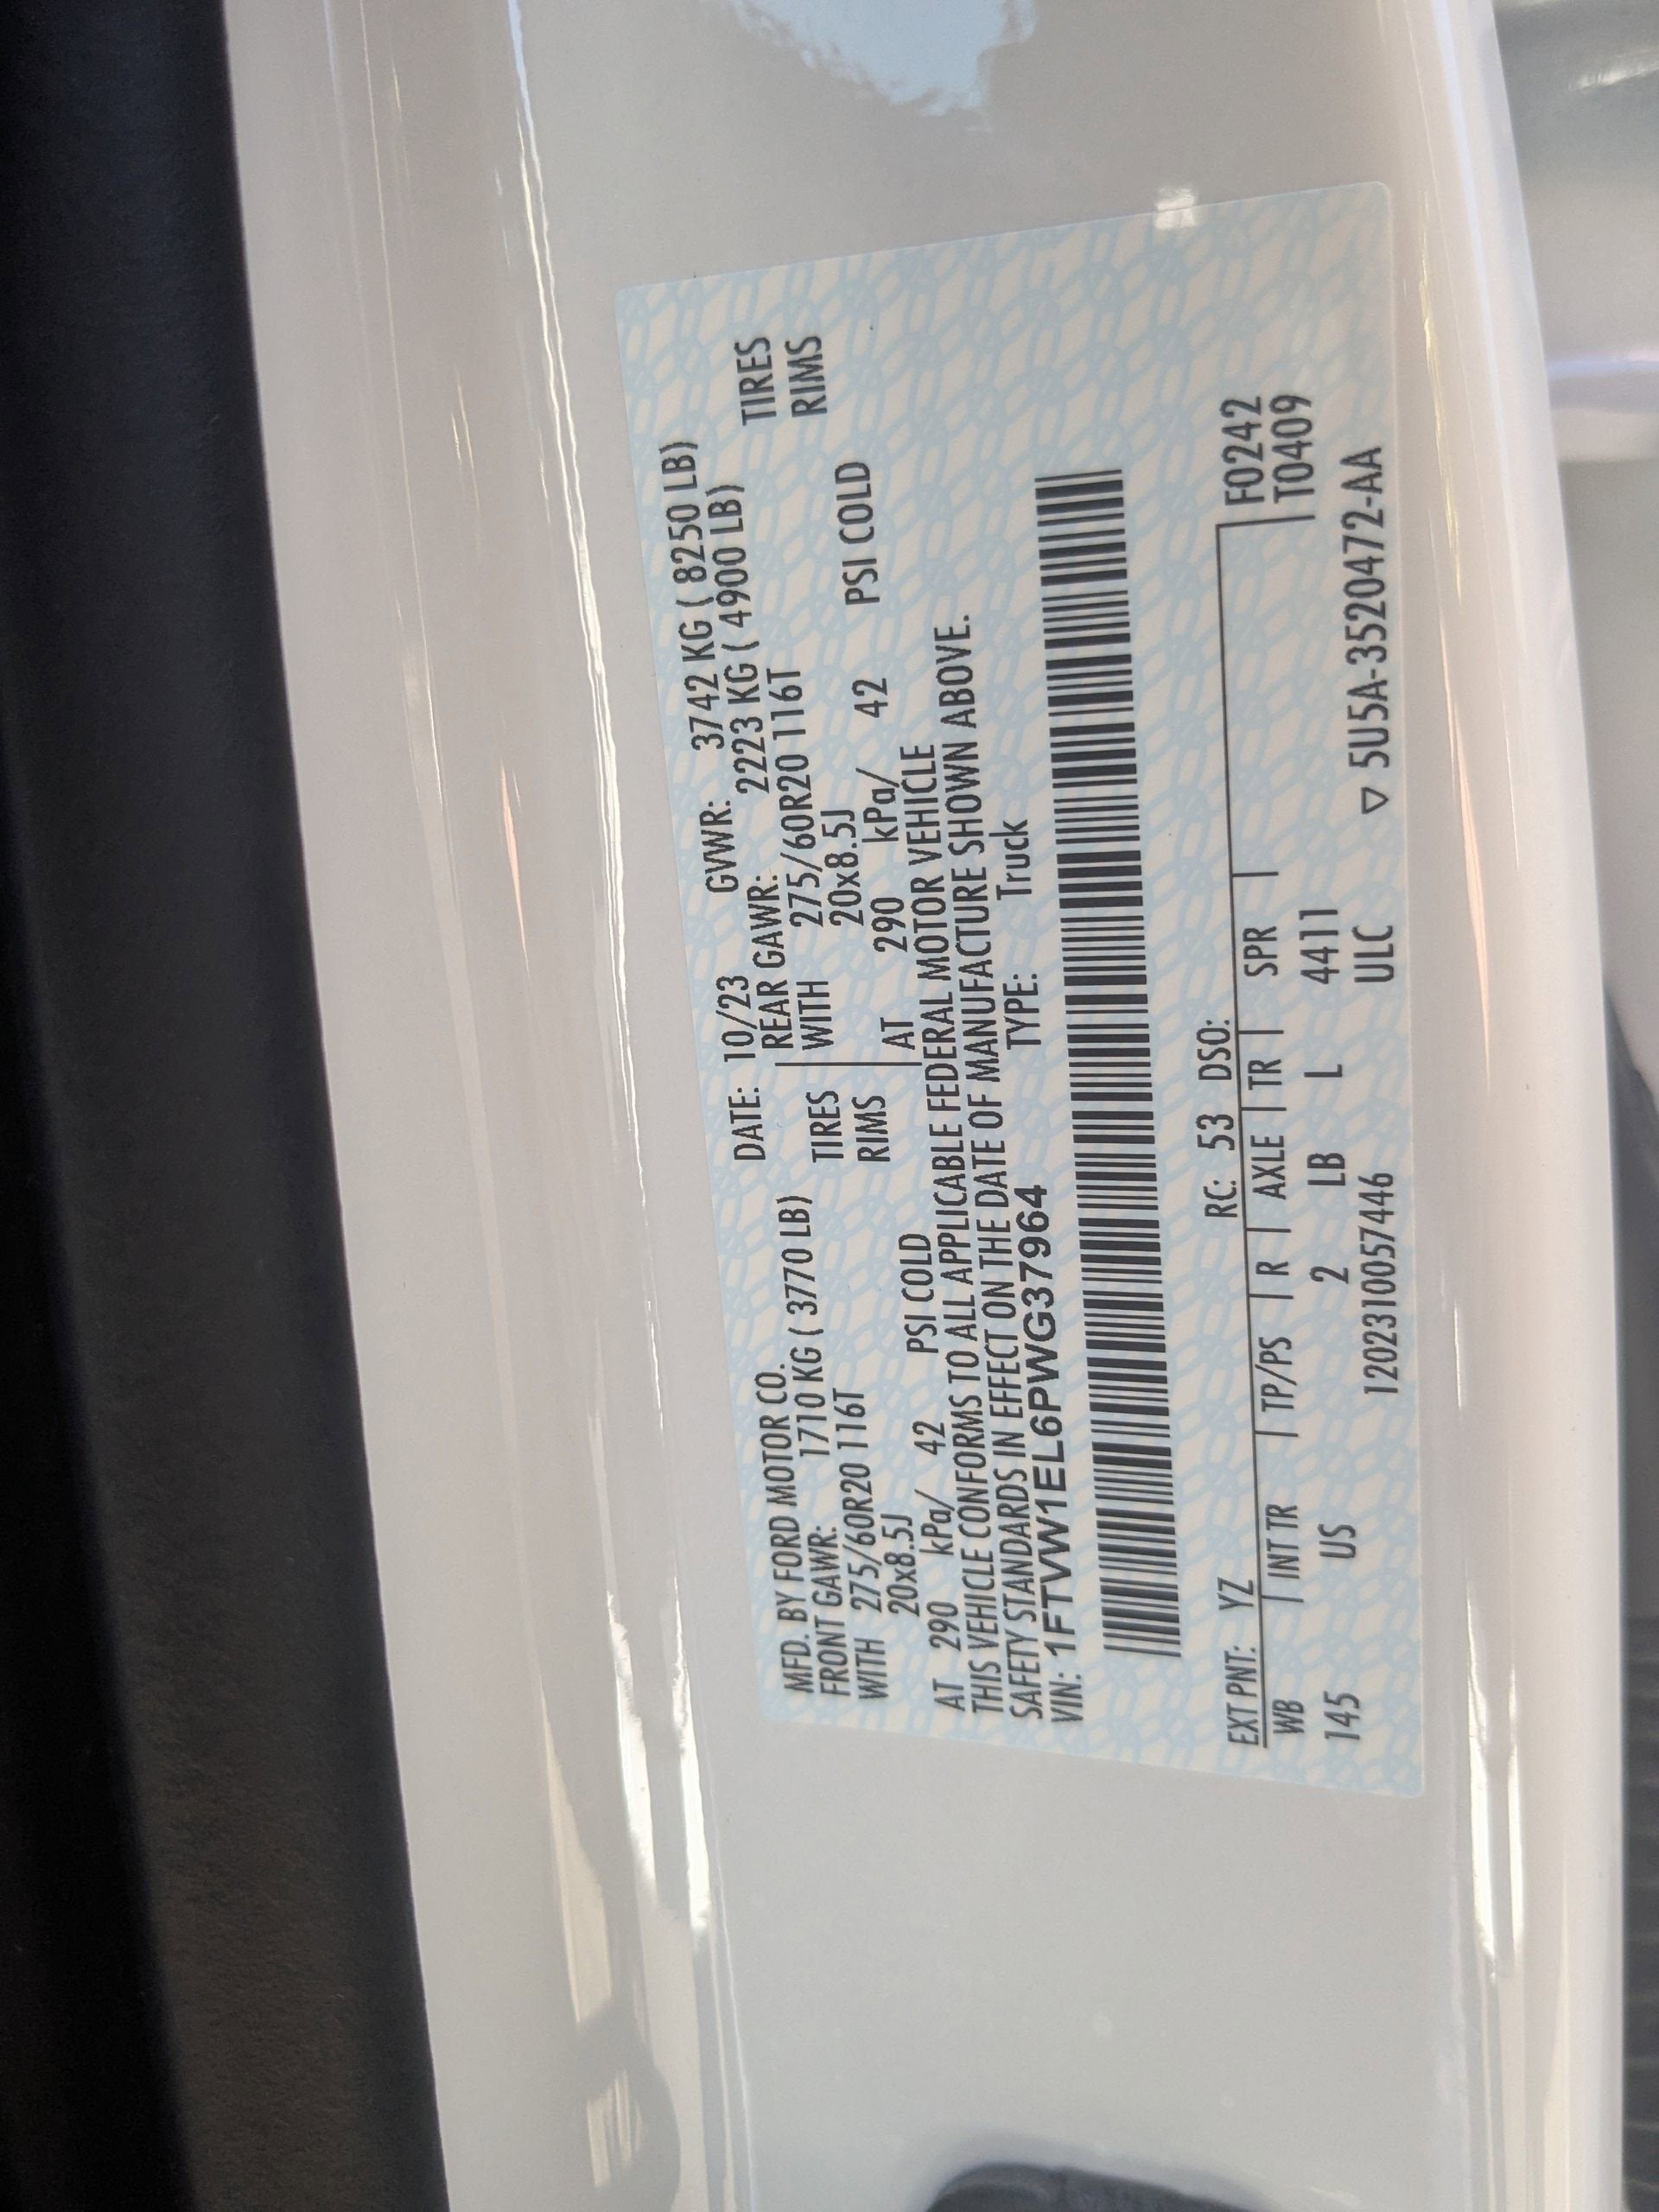 MFD. BY FORD MOTOR CO. DATE: 10/23 GVWR: 3742 KG ( 8250 LB)
FRONT GAWR: 1710 KG ( 3770 LB) REAR GAWR: 2223 KG ( 4900 LB)
WITH 275/60R20 116T TIRES WITH 275/60R20 116T TIRES
20x8.5J RIMS 20x8.5J RIMS
AT 290 kPa/ 42 PSI COLD AT 290 kPa/ 42 PSI COLD
THIS VEHICLE CONFORMS TO ALL APPLICABLE FEDERAL MOTOR VEHICLE
SAFETY STANDARDS IN EFFECT ON THE DATE OF MANUFACTURE SHOWN ABOVE.
VIN: 1FTVW1EL6PWG37964 TYPE: Truck
EXT PNT: YZ RC: 53 DSO: F0242
WB INT TR TP/PS R AXLE TR SPR T0409
145 US 2 LB L 4411
1202310057446 ULC ▽ 5U5A-3520472-AA